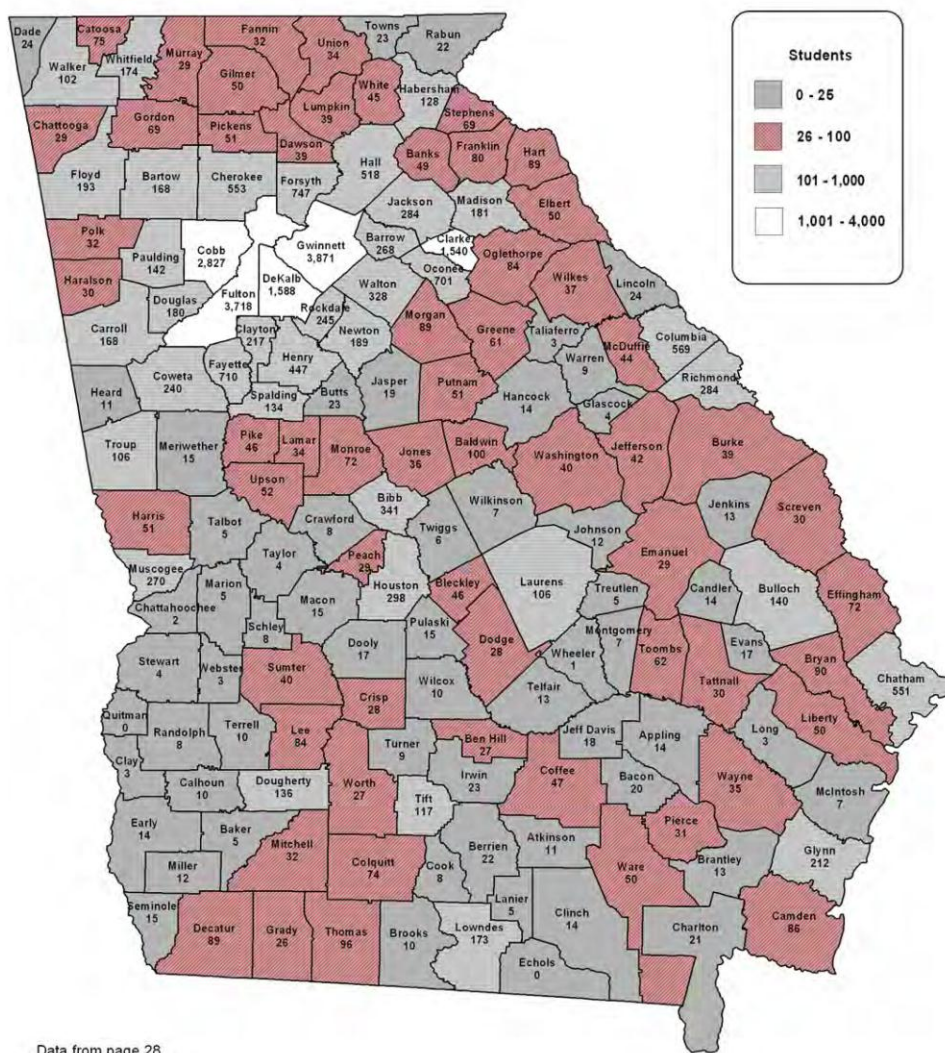 Dade
24
Catoosa
75
Walker
102
Whitfield
174
Murray
29
Fannin
32
Gilmer
50
Union
34
Towns
23
Rabun
22
White
45
Habersham
128
Lumpkin
39
Stephens
69
Chattooga
29
Gordon
69
Pickens
51
Dawson
39
Banks
49
Franklin
80
Hart
89
Floyd
193
Bartow
168
Cherokee
553
Forsyth
747
Hall
518
Jackson
284
Madison
181
Elbert
50
Polk
32
Paulding
142
Cobb
2,827
Gwinnett
3,871
Barrow
268
Clarke
1,540
Oconee
701
Oglethorpe
84
Wilkes
37
Lincoln
24
Haralson
30
Douglas
180
Fulton
3,718
DeKalb
1,588
Rockdale
245
Walton
328
Morgan
89
Greene
61
Taliaferro
3
McDuffie
44
Columbia
569
Carroll
168
Clayton
217
Fayette
710
Henry
447
Newton
189
Warren
9
Richmond
284
Heard
11
Coweta
240
Spalding
134
Butts
23
Jasper
19
Putnam
51
Hancock
14
Glascock
4
Troup
106
Meriwether
15
Pike
46
Lamar
34
Monroe
72
Jones
36
Baldwin
100
Washington
40
Jefferson
42
Burke
39
Upson
52
Bibb
341
Wilkinson
7
Jenkins
13
Screven
30
Harris
51
Talbot
5
Crawford
8
Twiggs
6
Johnson
12
Emanuel
29
Muscogee
270
Taylor
4
Peach
29
Houston
298
Bleckley
46
Laurens
106
Treutlen
5
Candler
14
Bulloch
140
Effingham
72
Chattahoochee
2
Marion
5
Macon
15
Schley
8
Dooly
17
Pulaski
15
Dodge
28
Wheeler
1
Montgomery
7
Toombs
62
Evans
17
Tattnall
30
Bryan
90
Chatham
551
Stewart
4
Webster
3
Sumter
40
Crisp
28
Wilcox
10
Telfair
13
Liberty
50
Quitman
0
Randolph
8
Terrell
10
Lee
84
Turner
9
Ben Hill
27
Jeff Davis
18
Appling
14
Long
3
Clay
3
Calhoun
10
Dougherty
136
Worth
27
Tift
117
Irwin
23
Coffee
47
Bacon
20
Wayne
35
McIntosh
7
Early
14
Baker
5
Miller
12
Mitchell
32
Colquitt
74
Cook
8
Berrien
22
Atkinson
11
Pierce
31
Ware
50
Brantley
13
Glynn
212
Seminole
15
Decatur
89
Grady
26
Thomas
96
Brooks
10
Lowndes
173
Lanier
5
Clinch
14
Echols
0
Charlton
21
Camden
86
Students
0 - 25
26 - 100
101 - 1,000
1,001 - 4,000
Data from page 28